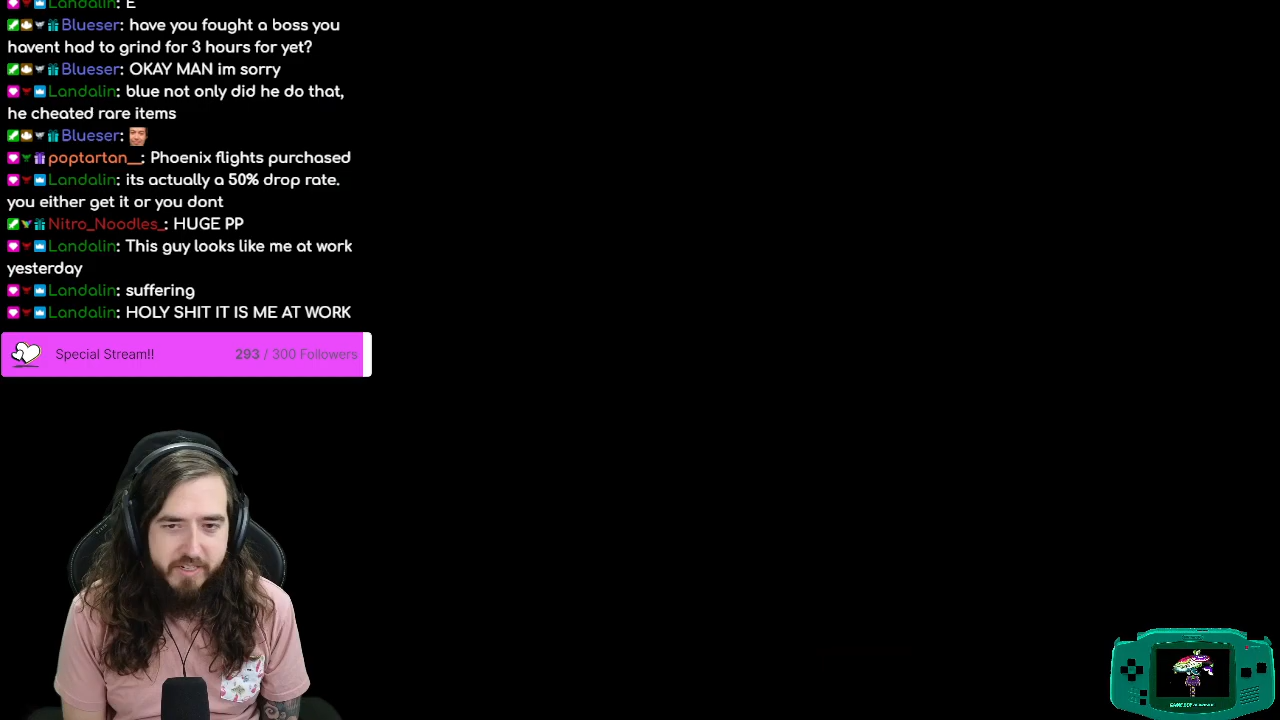 Landalin: E
Blueser: have you fought a boss you
havent had to grind for 3 hours for yet?
Blueser: OKAY MAN im sorry
Landalin: blue not only did he do that,
he cheated rare items
Blueser:
poptartan__: Phoenix flights purchased
Landalin: its actually a 50% drop rate.
you either get it or you dont
Nitro_Noodles_: HUGE PP
Landalin: This guy looks like me at work
yesterday
Landalin: suffering
Landalin: HOLY SHIT IT IS ME AT WORK
Special Stream!! 293 / 300 Followers